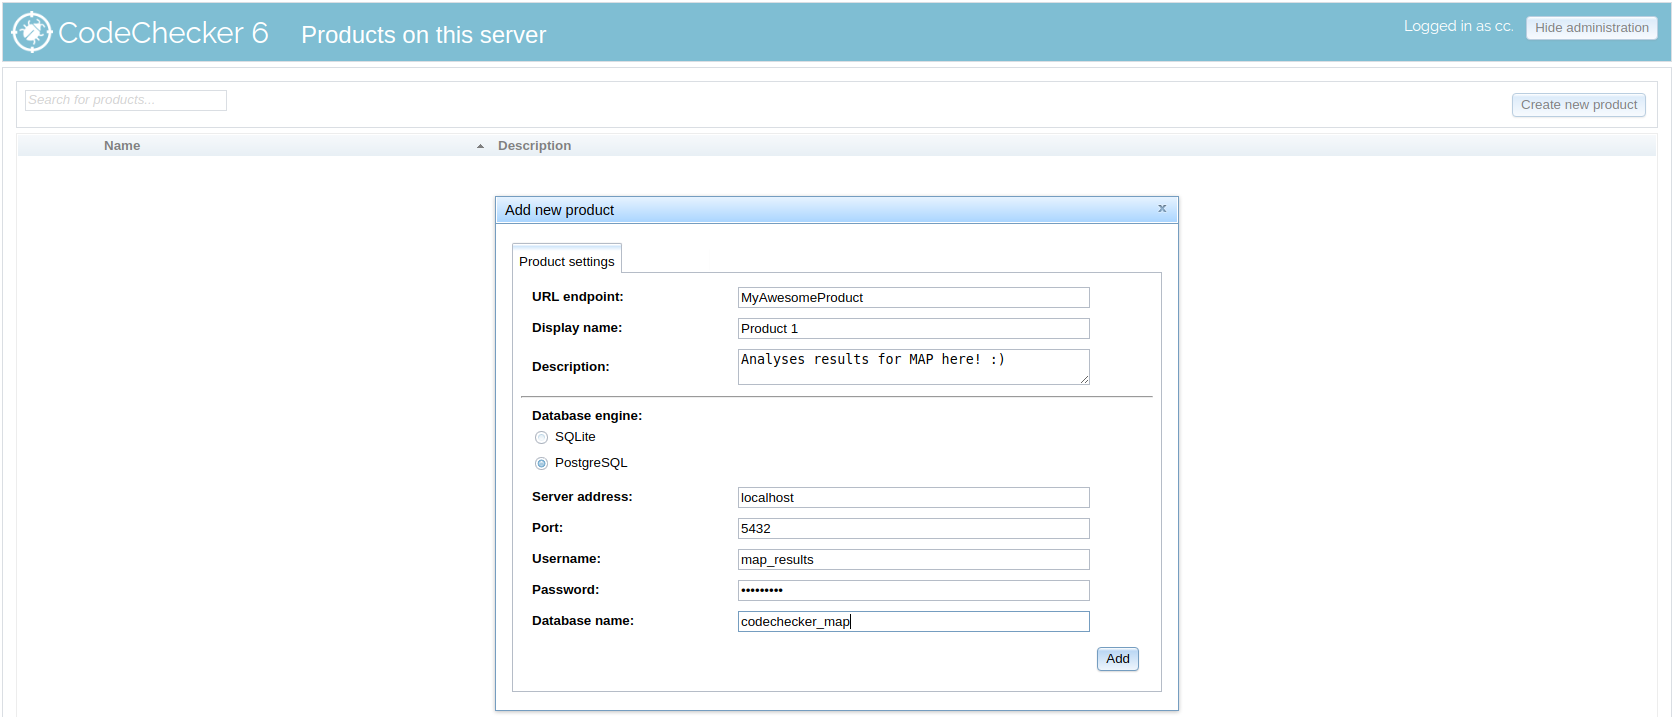 CodeChecker 6 Products on this server Logged in as cc. Hide administration
Search for products... Create new product
Name Description
Add new product x
Product settings
URL endpoint: MyAwesomeProduct
Display name: Product 1
Description: Analyses results for MAP here! :)
Database engine:
SQLite
PostgreSQL
Server address: localhost
Port: 5432
Username: map_results
Password: •••••••••
Database name: codechecker_map
Add